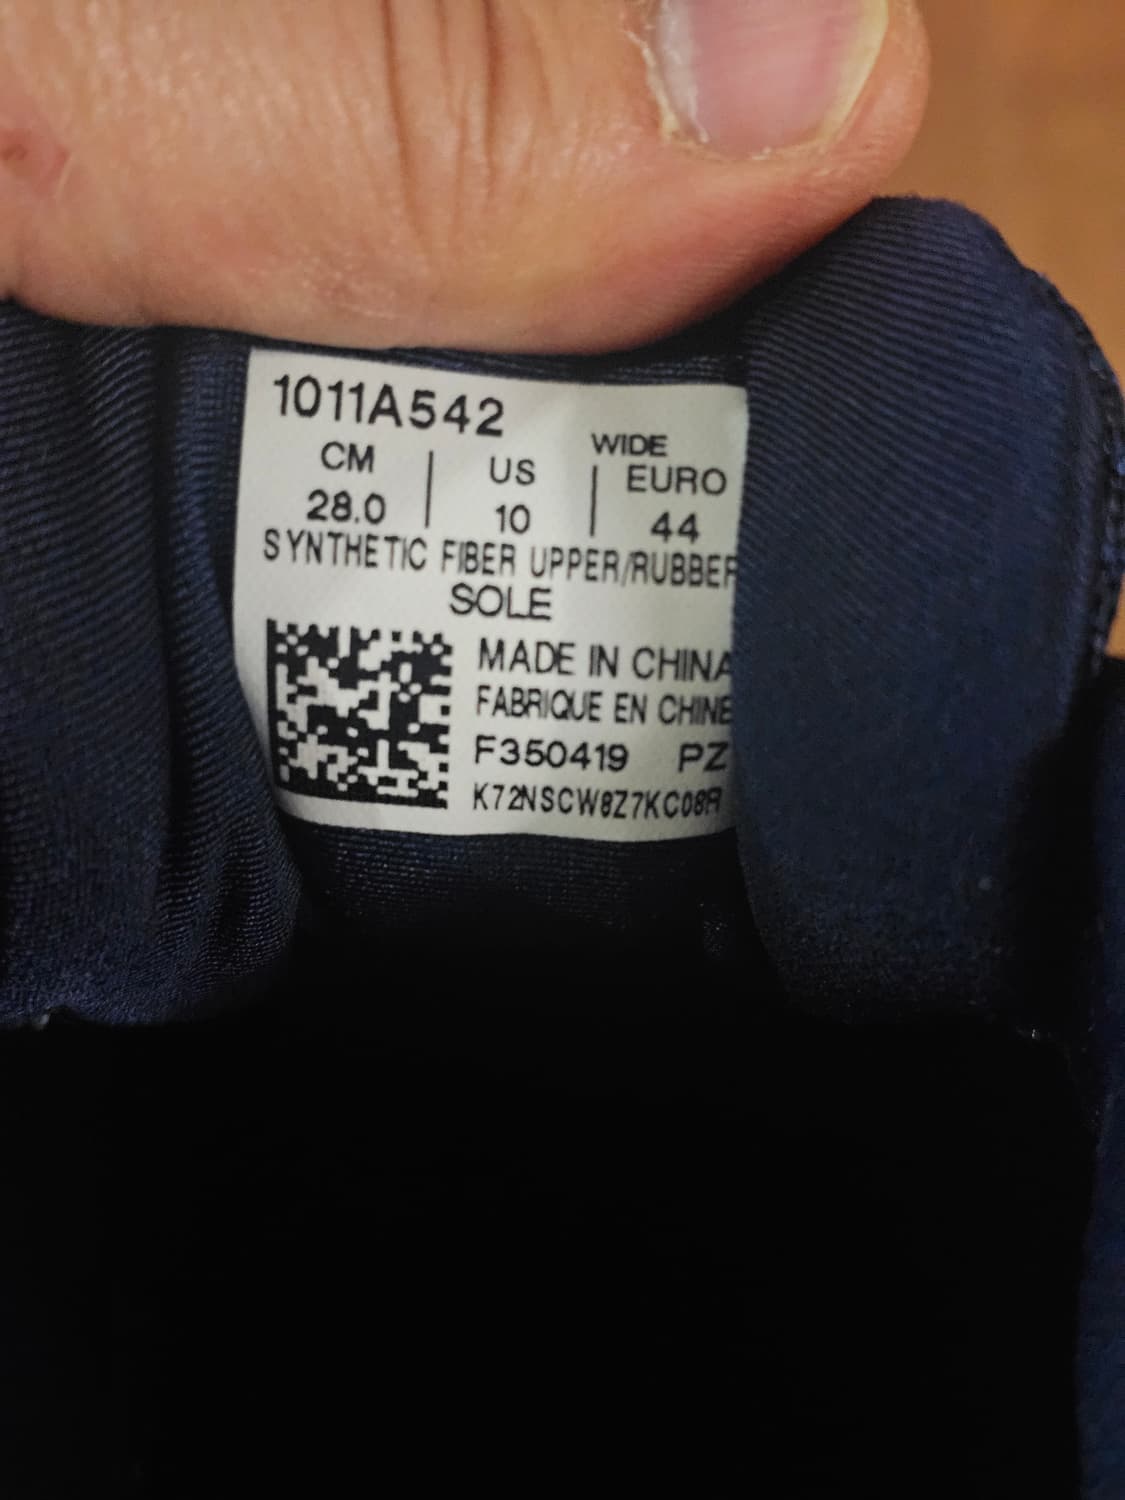 1011A542
WIDE
CM | US | EURO
28.0 | 10 | 44
SYNTHETIC FIBER UPPER/RUBBER
SOLE
MADE IN CHINA
FABRIQUE EN CHINE
F350419 PZ
K72NSCW8Z7KC08R